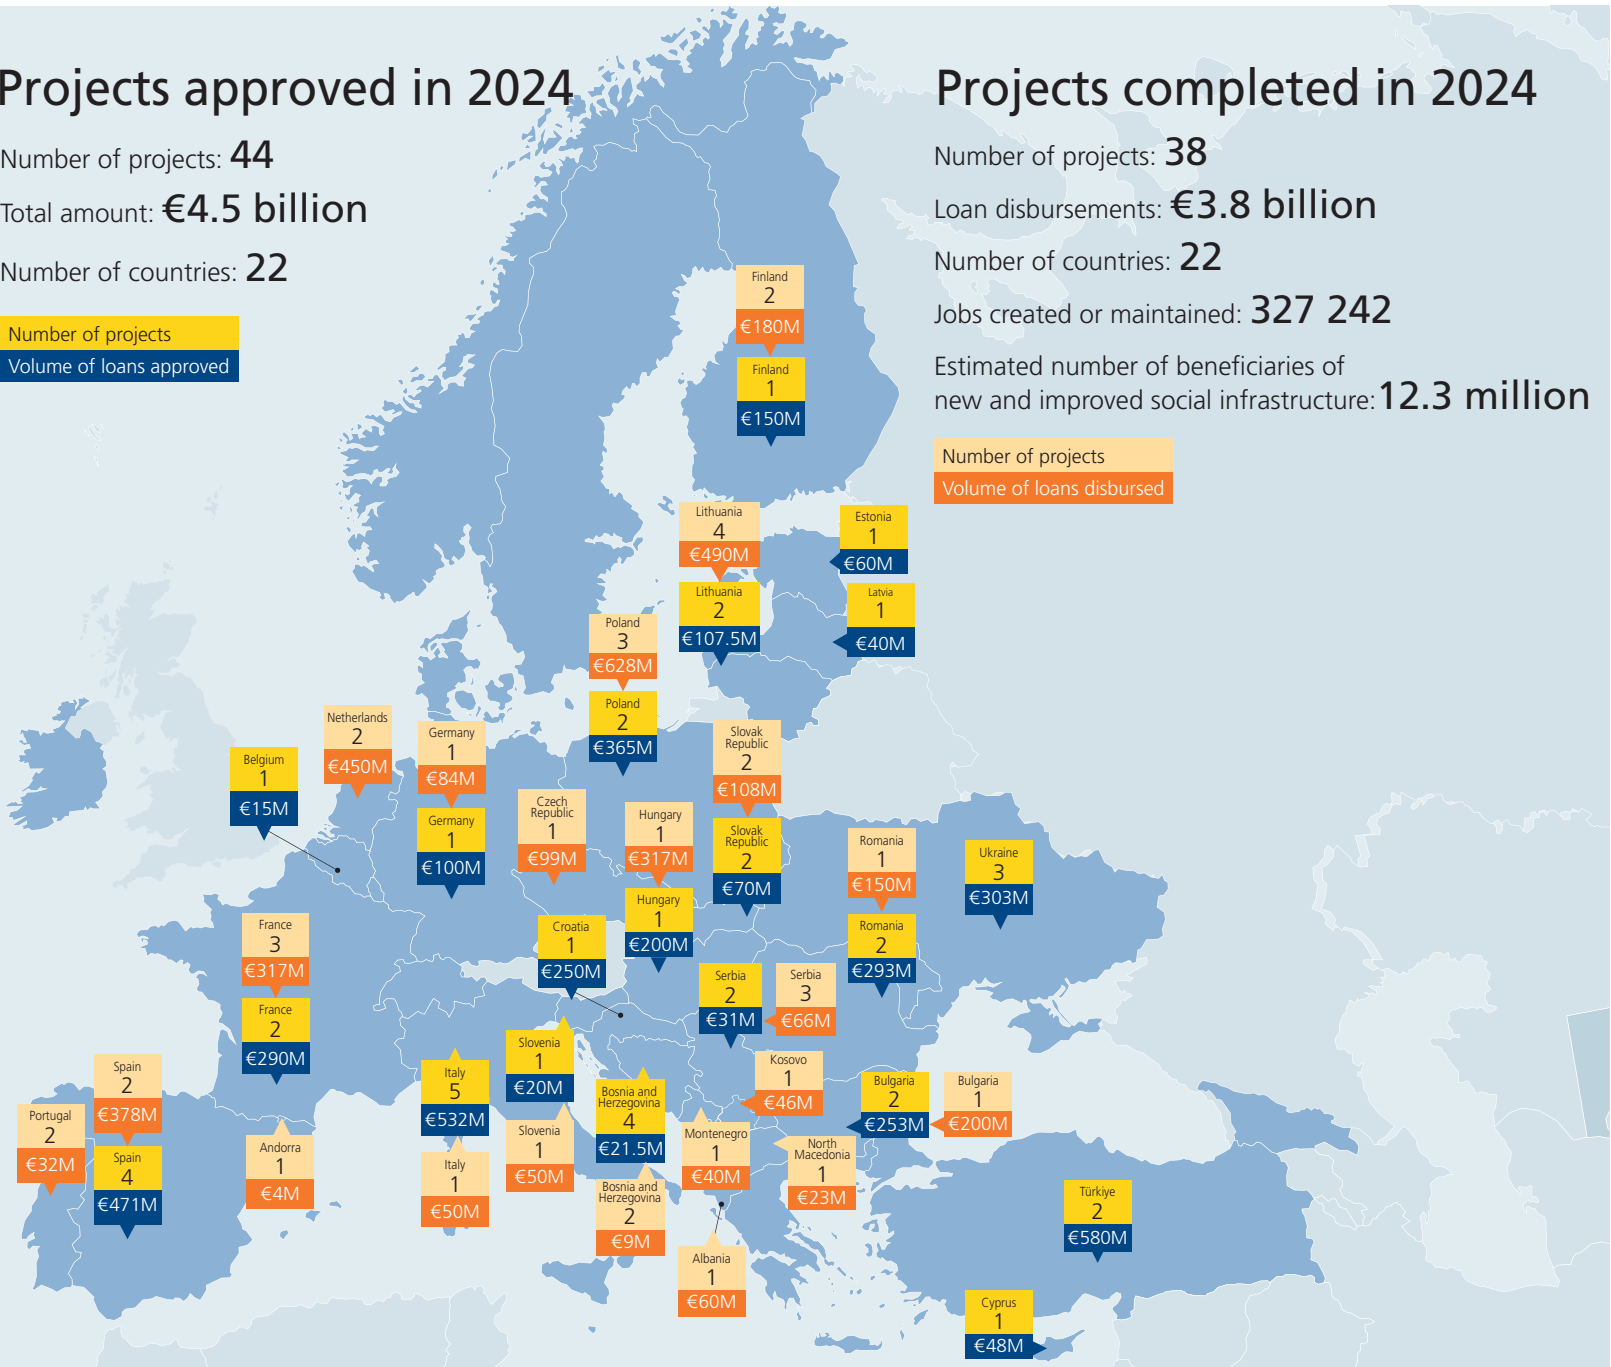 Projects approved in 2024
Number of projects: 44
Total amount: €4.5 billion
Number of countries: 22
Number of projects
Volume of loans approved
Projects completed in 2024
Number of projects: 38
Loan disbursements: €3.8 billion
Number of countries: 22
Jobs created or maintained: 327 242
Estimated number of beneficiaries of
new and improved social infrastructure: 12.3 million
Number of projects
Volume of loans disbursed
Finland
2
€180M
Finland
1
€150M
Lithuania
4
€490M
Estonia
1
€60M
Lithuania
2
€107.5M
Latvia
1
€40M
Poland
3
€628M
Poland
2
€365M
Netherlands
2
€450M
Germany
1
€84M
Slovak
Republic
2
€108M
Belgium
1
€15M
Czech
Republic
1
€99M
Hungary
1
€317M
Germany
1
€100M
Slovak
Republic
2
€70M
Romania
1
€150M
Ukraine
3
€303M
Hungary
1
€200M
France
3
€317M
Croatia
1
€250M
Romania
2
€293M
Serbia
2
€31M
Serbia
3
€66M
France
2
€290M
Slovenia
1
€20M
Spain
2
€378M
Italy
5
€532M
Kosovo
1
€46M
Bulgaria
2
€253M
Bulgaria
1
€200M
Bosnia and
Herzegovina
4
€21.5M
Portugal
2
€32M
Spain
4
€471M
Andorra
1
€4M
Slovenia
1
€50M
Montenegro
1
€40M
North
Macedonia
1
€23M
Italy
1
€50M
Bosnia and
Herzegovina
2
€9M
Türkiye
2
€580M
Albania
1
€60M
Cyprus
1
€48M